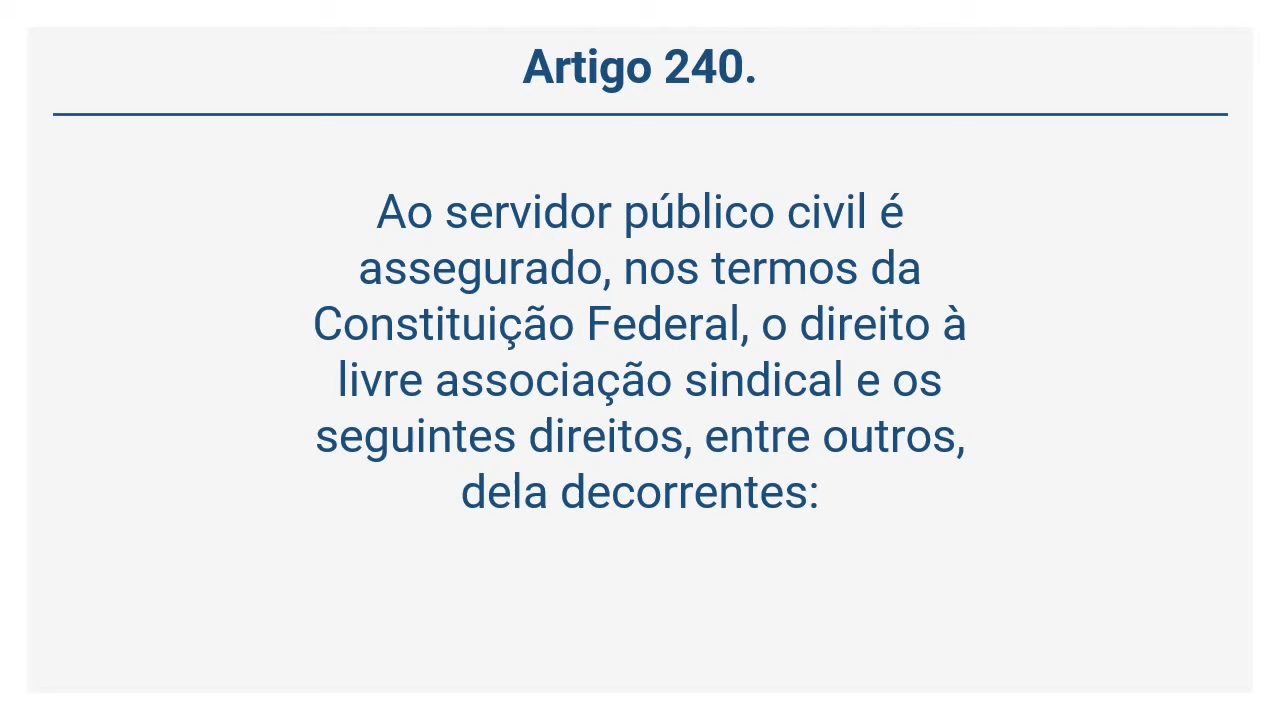 Artigo 240.
Ao servidor público civil é
assegurado, nos termos da
Constituição Federal, o direito à
livre associação sindical e os
seguintes direitos, entre outros,
dela decorrentes: